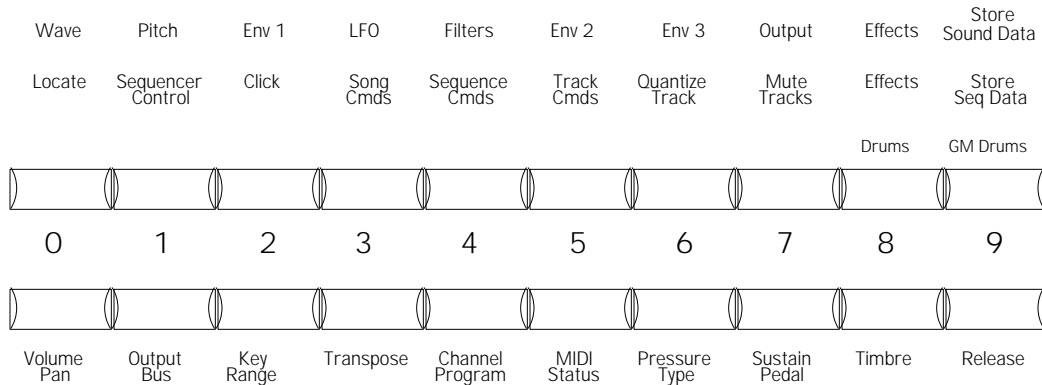 Wave Pitch Env 1 LFO Filters Env 2 Env 3 Output Effects Store Sound Data
Locate Sequencer Control Click Song Cmds Sequence Cmds Track Cmds Quantize Track Mute Tracks Effects Store Seq Data
Drums GM Drums
0 1 2 3 4 5 6 7 8 9
Volume Pan Output Bus Key Range Transpose Channel Program MIDI Status Pressure Type Sustain Pedal Timbre Release